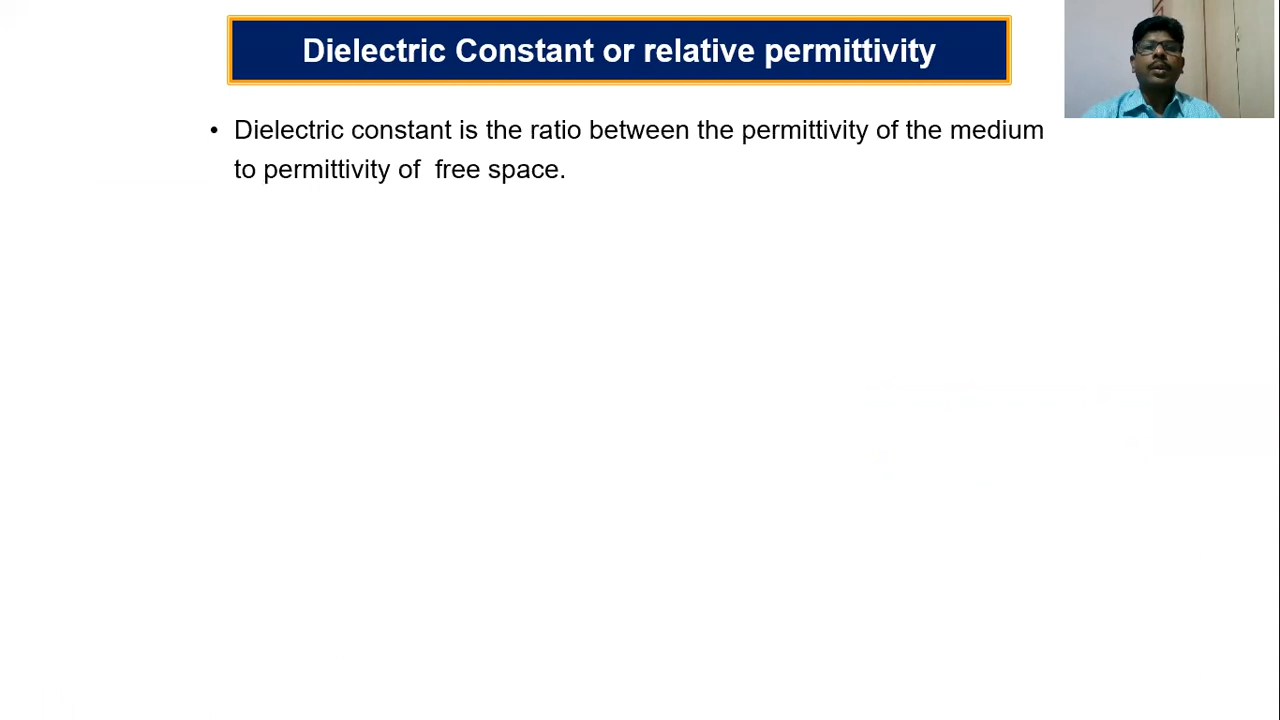 Dielectric Constant or relative permittivity
• Dielectric constant is the ratio between the permittivity of the medium
to permittivity of  free space.